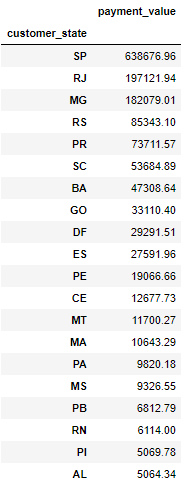 payment_value
customer_state
SP 638676.96
RJ 197121.94
MG 182079.01
RS 85343.10
PR 73711.57
SC 53684.89
BA 47308.64
GO 33110.40
DF 29291.51
ES 27591.96
PE 19066.66
CE 12677.73
MT 11700.27
MA 10643.29
PA 9820.18
MS 9326.55
PB 6812.79
RN 6114.00
PI 5069.78
AL 5064.34